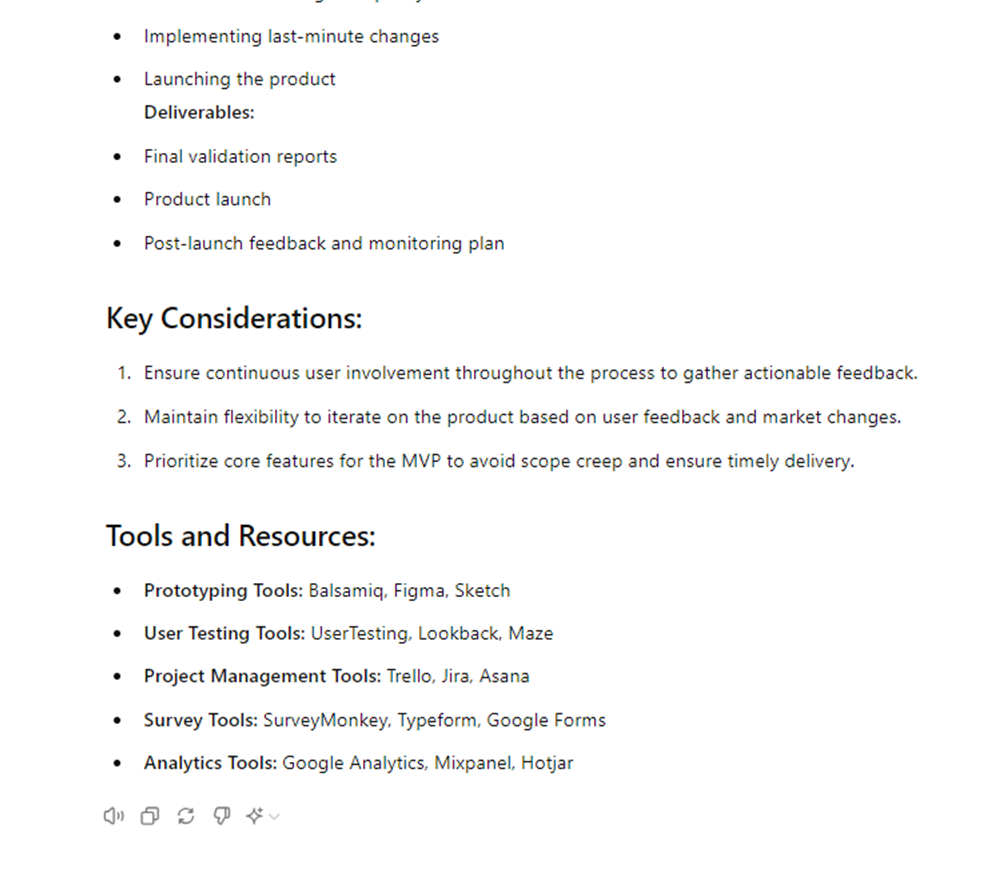 • Implementing last-minute changes
• Launching the product
Deliverables:
• Final validation reports
• Product launch
• Post-launch feedback and monitoring plan
Key Considerations:
1. Ensure continuous user involvement throughout the process to gather actionable feedback.
2. Maintain flexibility to iterate on the product based on user feedback and market changes.
3. Prioritize core features for the MVP to avoid scope creep and ensure timely delivery.
Tools and Resources:
• Prototyping Tools: Balsamiq, Figma, Sketch
• User Testing Tools: UserTesting, Lookback, Maze
• Project Management Tools: Trello, Jira, Asana
• Survey Tools: SurveyMonkey, Typeform, Google Forms
• Analytics Tools: Google Analytics, Mixpanel, Hotjar